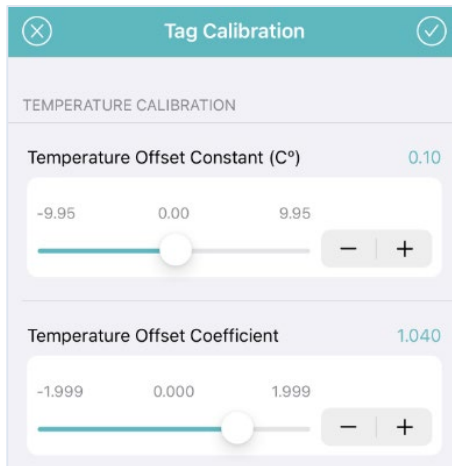 Tag Calibration
TEMPERATURE CALIBRATION
Temperature Offset Constant (C°) 0.10
-9.95 0.00 9.95
− +
Temperature Offset Coefficient 1.040
-1.999 0.000 1.999
− +